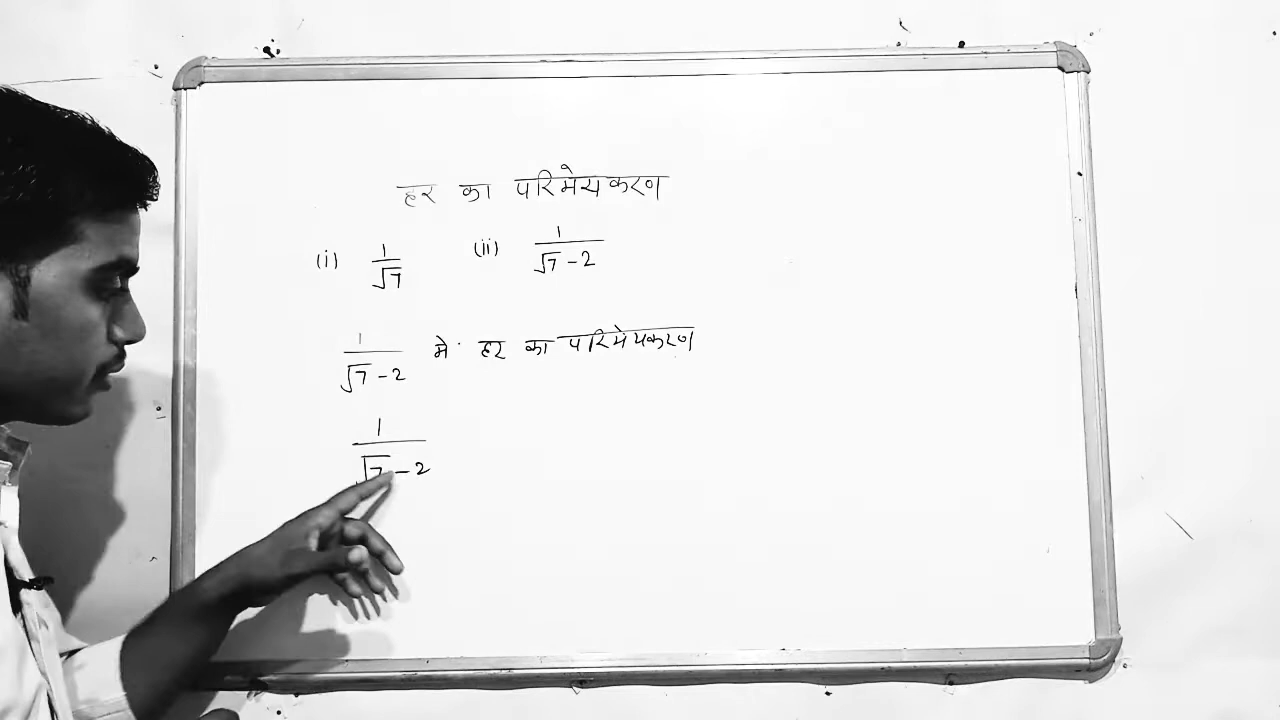 हर का परिमेयकरण
(i) 1/√7 (ii) 1/(√7 - 2)
1/(√7 - 2) मे हर का परिमेयकरण
1/(√7 - 2)